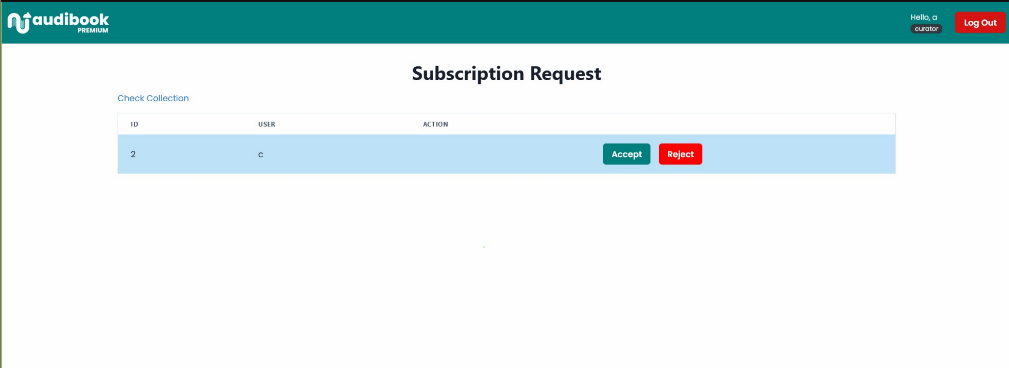 audibook
PREMIUM
Hello, a
curator
Log Out
Subscription Request
Check Collection
ID USER ACTION
2 c Accept Reject